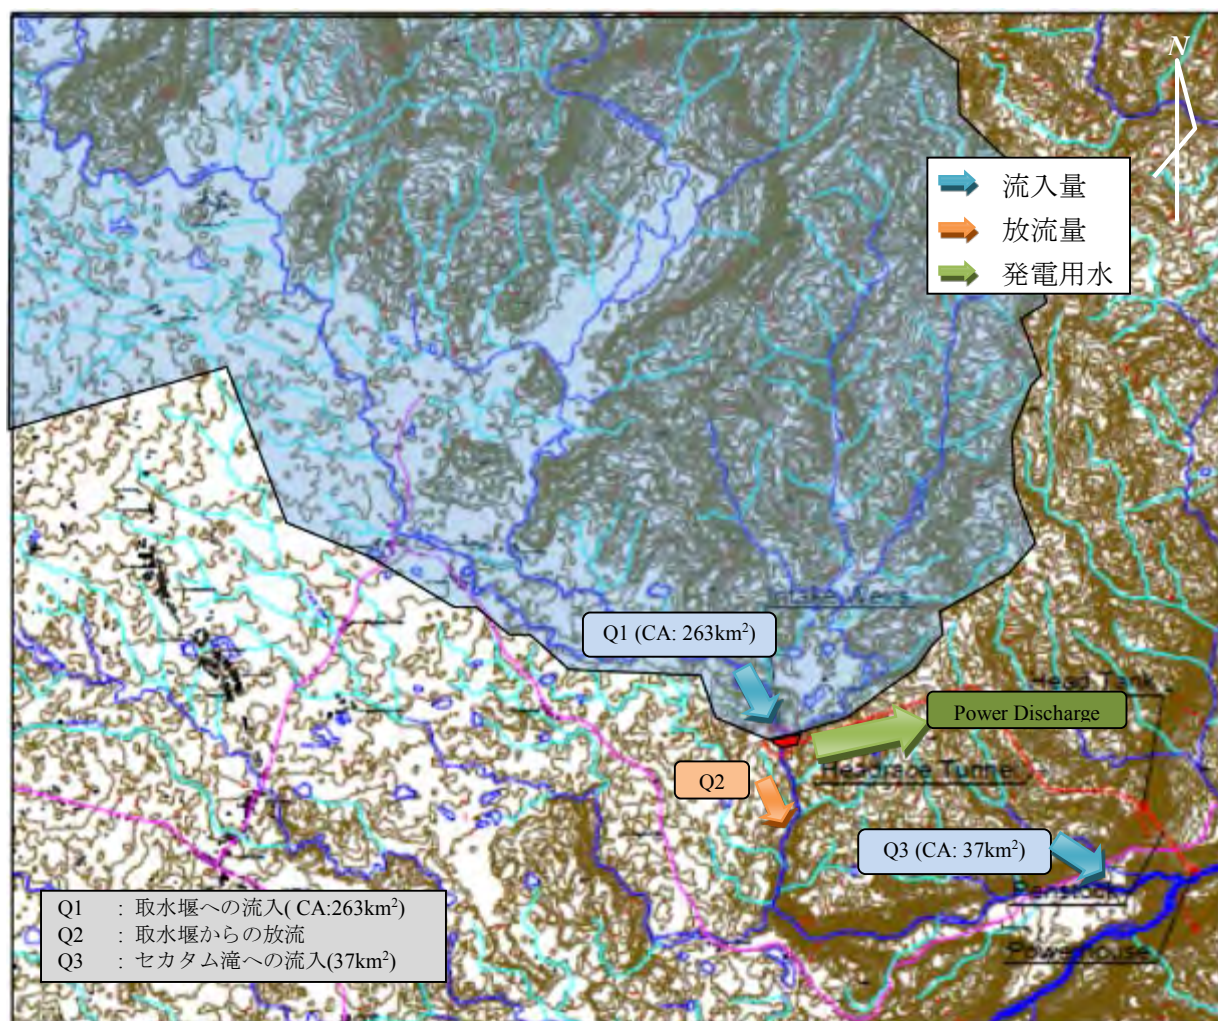 N
流入量
放流量
発電用水
Intake Weirs
Q1 (CA: 263km²)
Head Tank
Power Discharge
Headrace Tunnel
Q2
Q3 (CA: 37km²)
Penstock
Powerhouse
Q1 : 取水堰への流入( CA:263km²)
Q2 : 取水堰からの放流
Q3 : セカタム滝への流入(37km²)